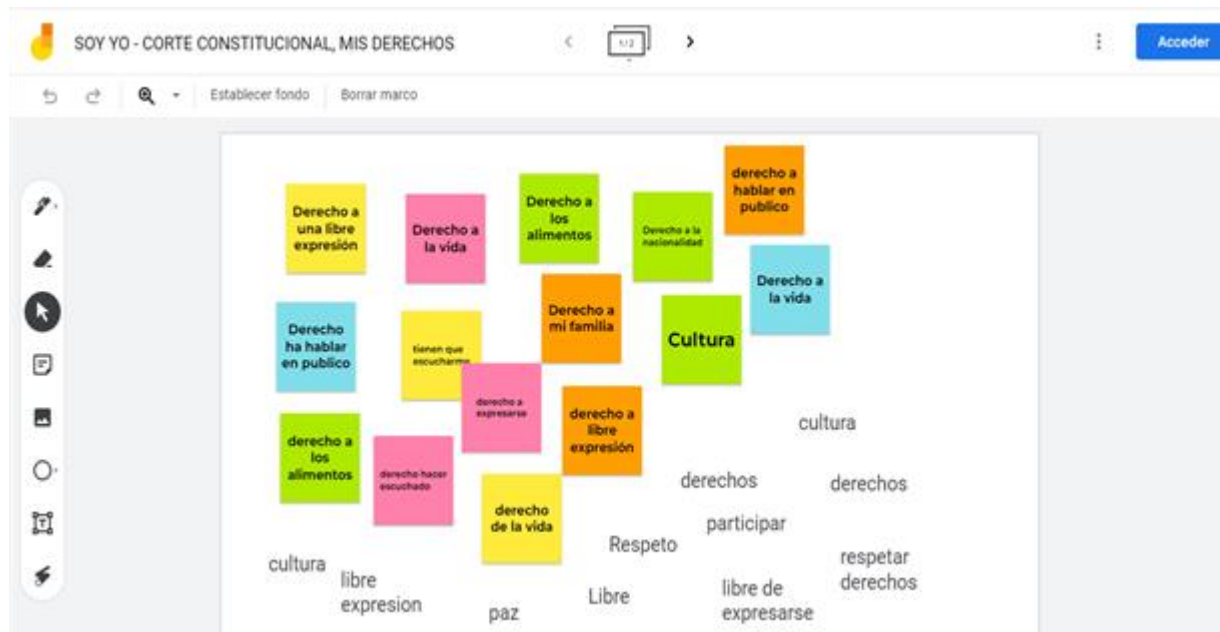 SOY YO - CORTE CONSTITUCIONAL, MIS DERECHOS
1/2
Acceder
Establecer fondo
Borrar marco
Derecho a
una libre
expresión
Derecho a
la vida
Derecho a
los
alimentos
Derecho a la
nacionalidad
derecho a
hablar en
publico
Derecho a
la vida
Derecho
ha hablar
en publico
tienen que
escucharme
Derecho a
mi familia
Cultura
derecho a
los
alimentos
derecho hacer
escuchado
derecho a
expresarse
derecho a
libre
expresión
derecho
de la vida
cultura
derechos
derechos
participar
Respeto
respetar
derechos
cultura
libre
expresion
paz
Libre
libre de
expresarse